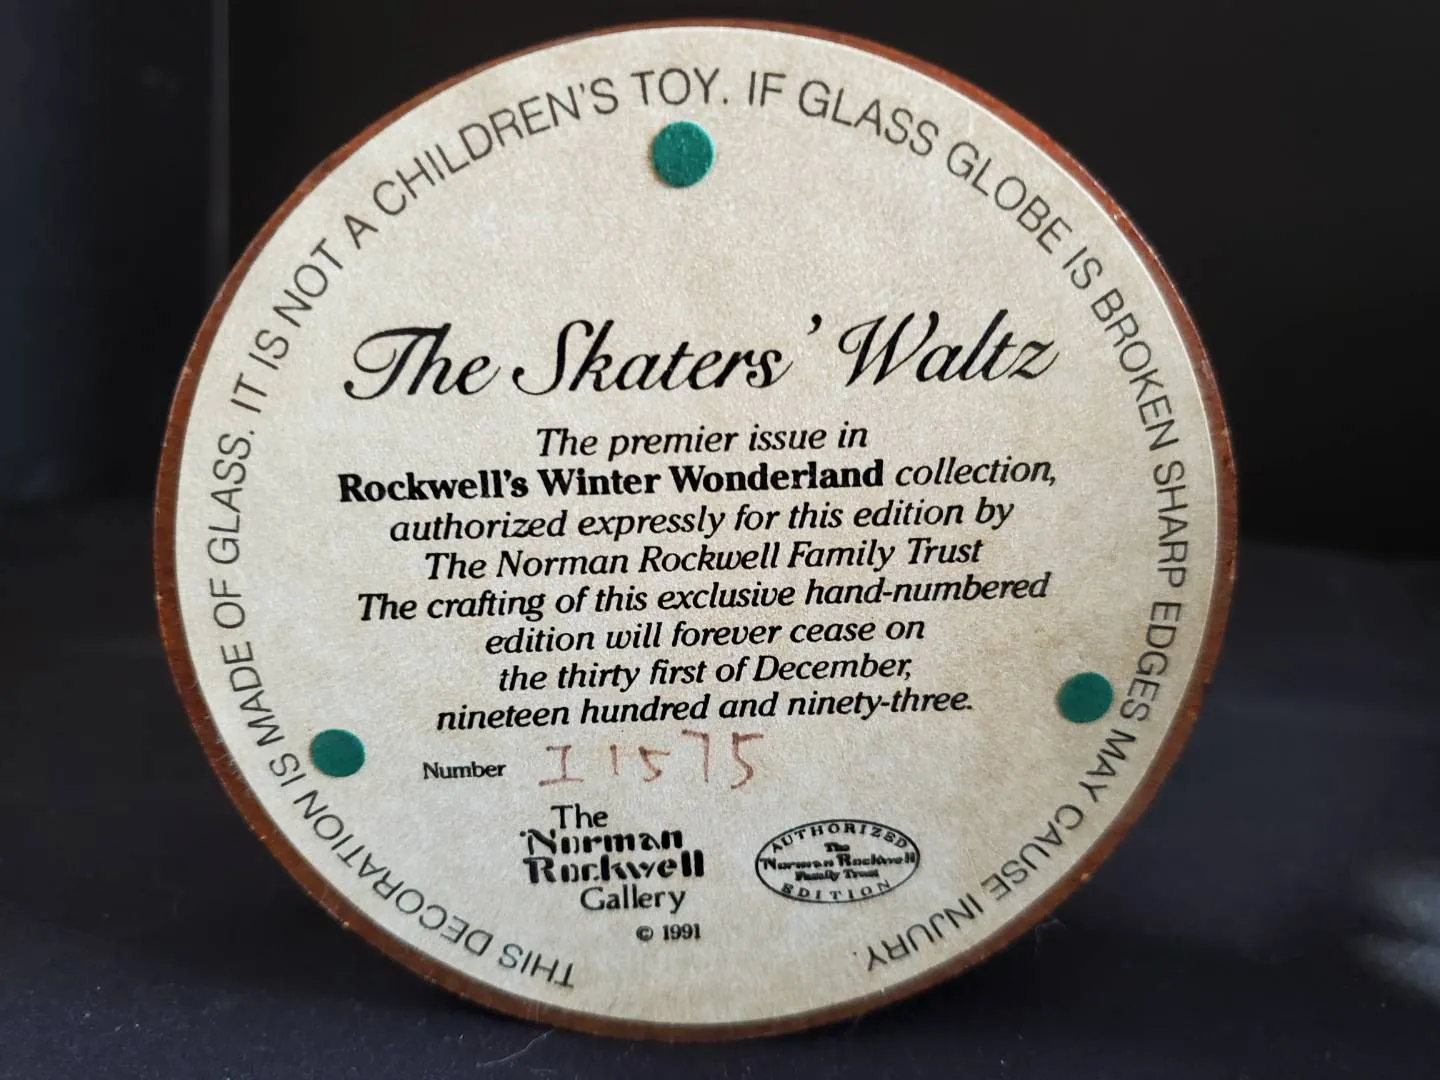 THIS DECORATION IS MADE OF GLASS. IT IS NOT A CHILDREN'S TOY. IF GLASS GLOBE IS BROKEN SHARP EDGES MAY CAUSE INJURY.
The Skaters' Waltz
The premier issue in
Rockwell's Winter Wonderland collection,
authorized expressly for this edition by
The Norman Rockwell Family Trust
The crafting of this exclusive hand-numbered
edition will forever cease on
the thirty first of December,
nineteen hundred and ninety-three.
Number I1575
The
Norman
Rockwell
Gallery
© 1991
AUTHORIZED
The
Norman Rockwell
Family Trust
EDITION